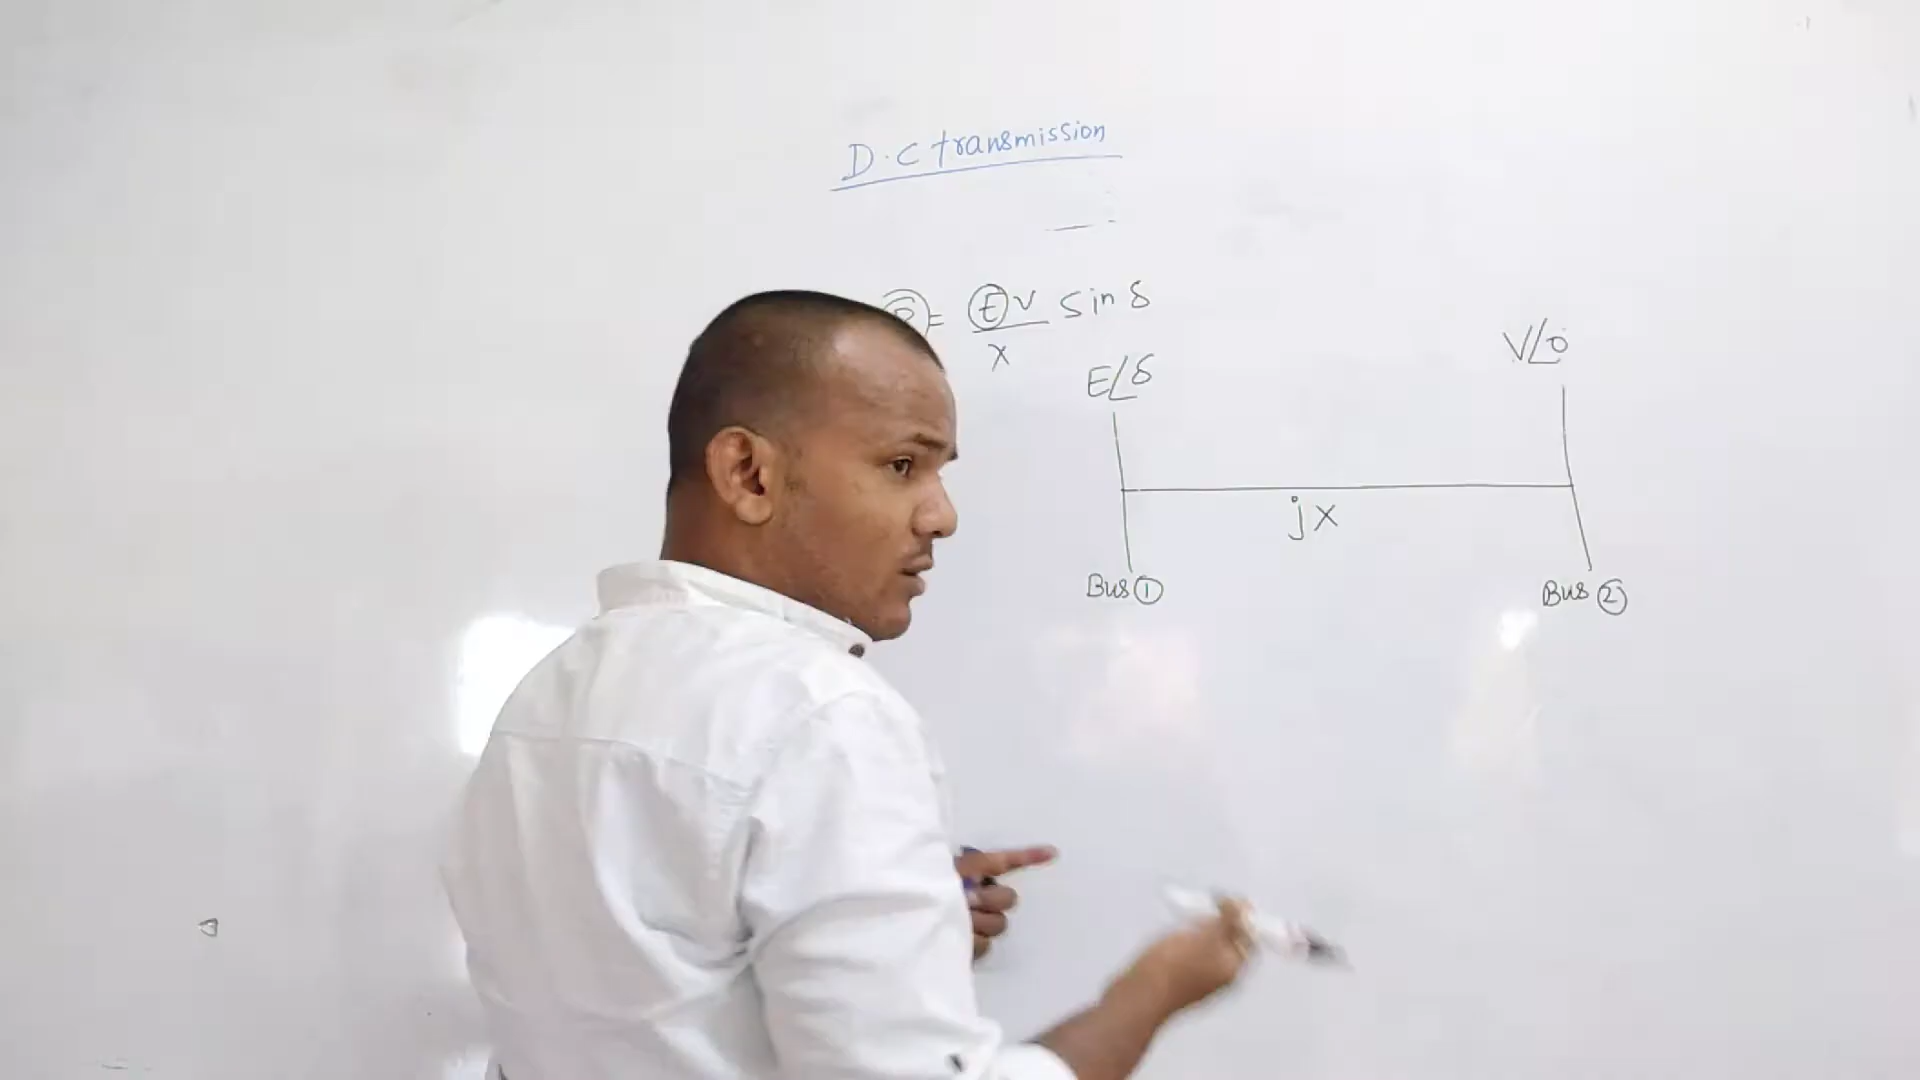 D.C transmission
P = EV sin δ
X
E∠δ
V∠0
jX
Bus ①
Bus ②